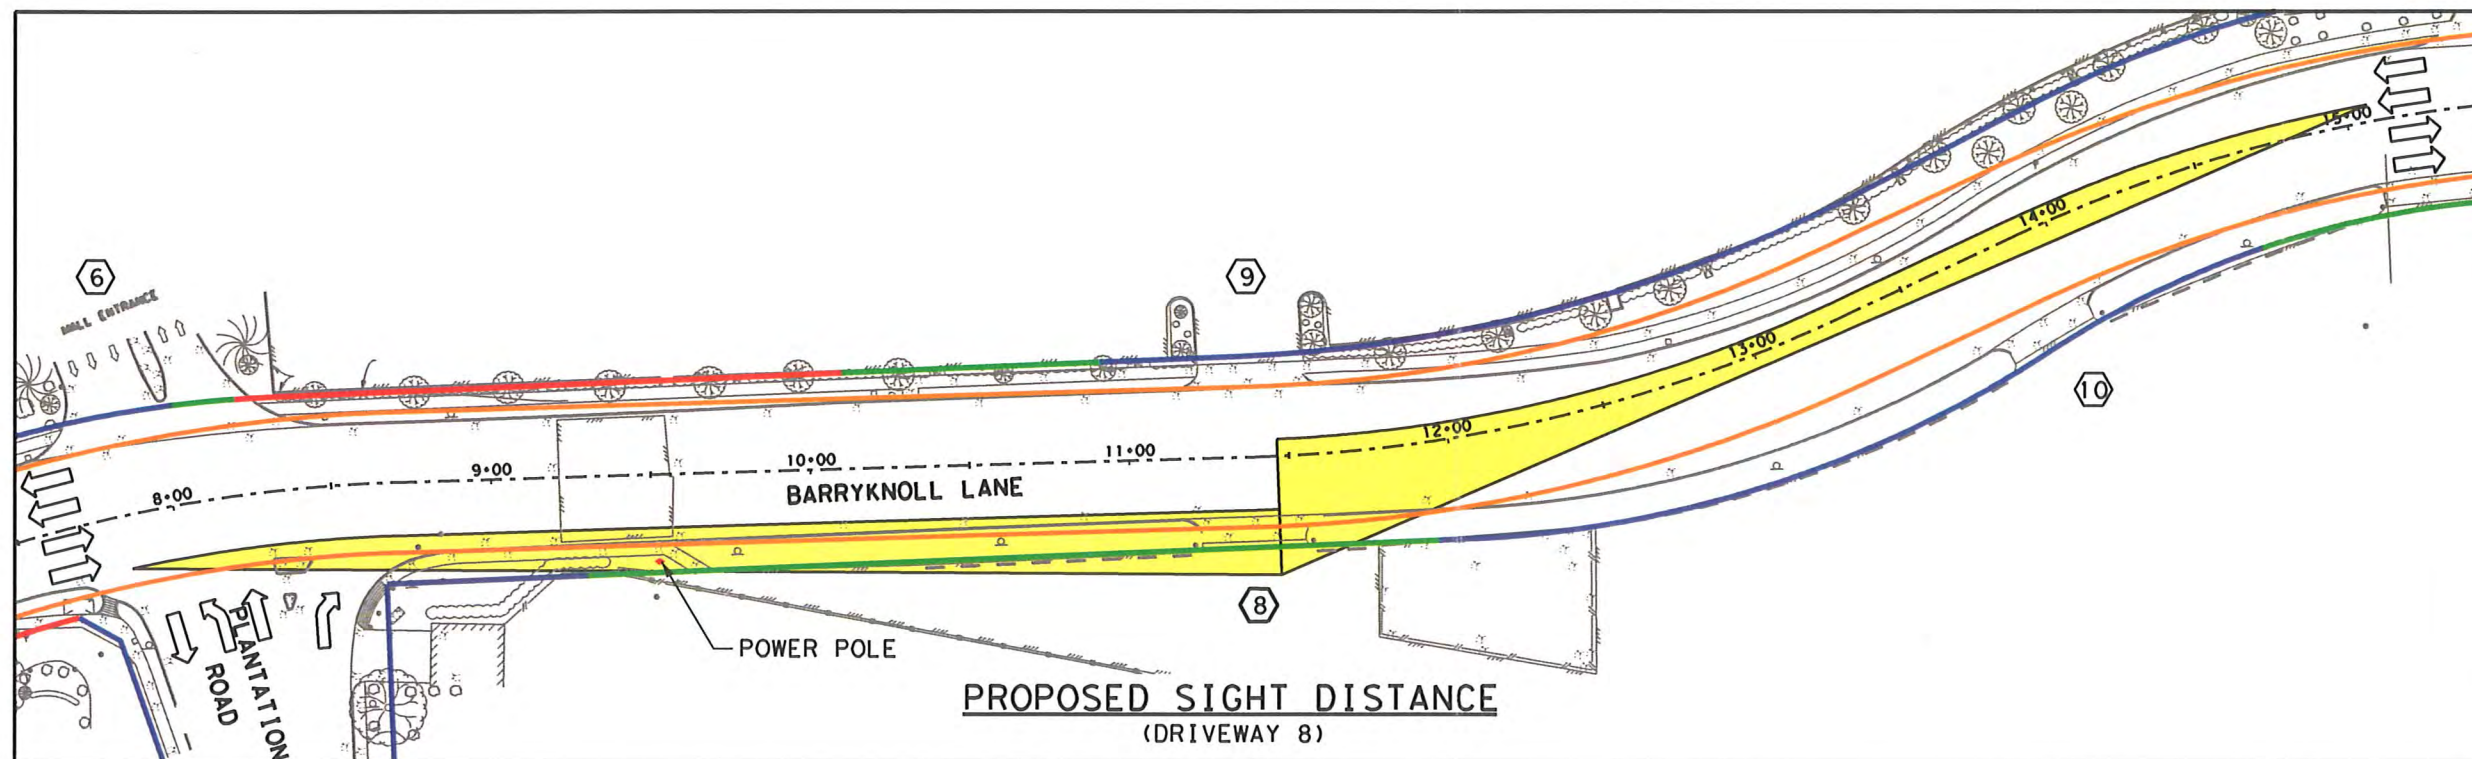 6
MALL ENTRANCE
9
10
8
8+00
9+00
10+00
11+00
12+00
13+00
14+00
15+00
BARRYKNOLL LANE
PLANTATION
ROAD
POWER POLE
PROPOSED SIGHT DISTANCE
(DRIVEWAY 8)